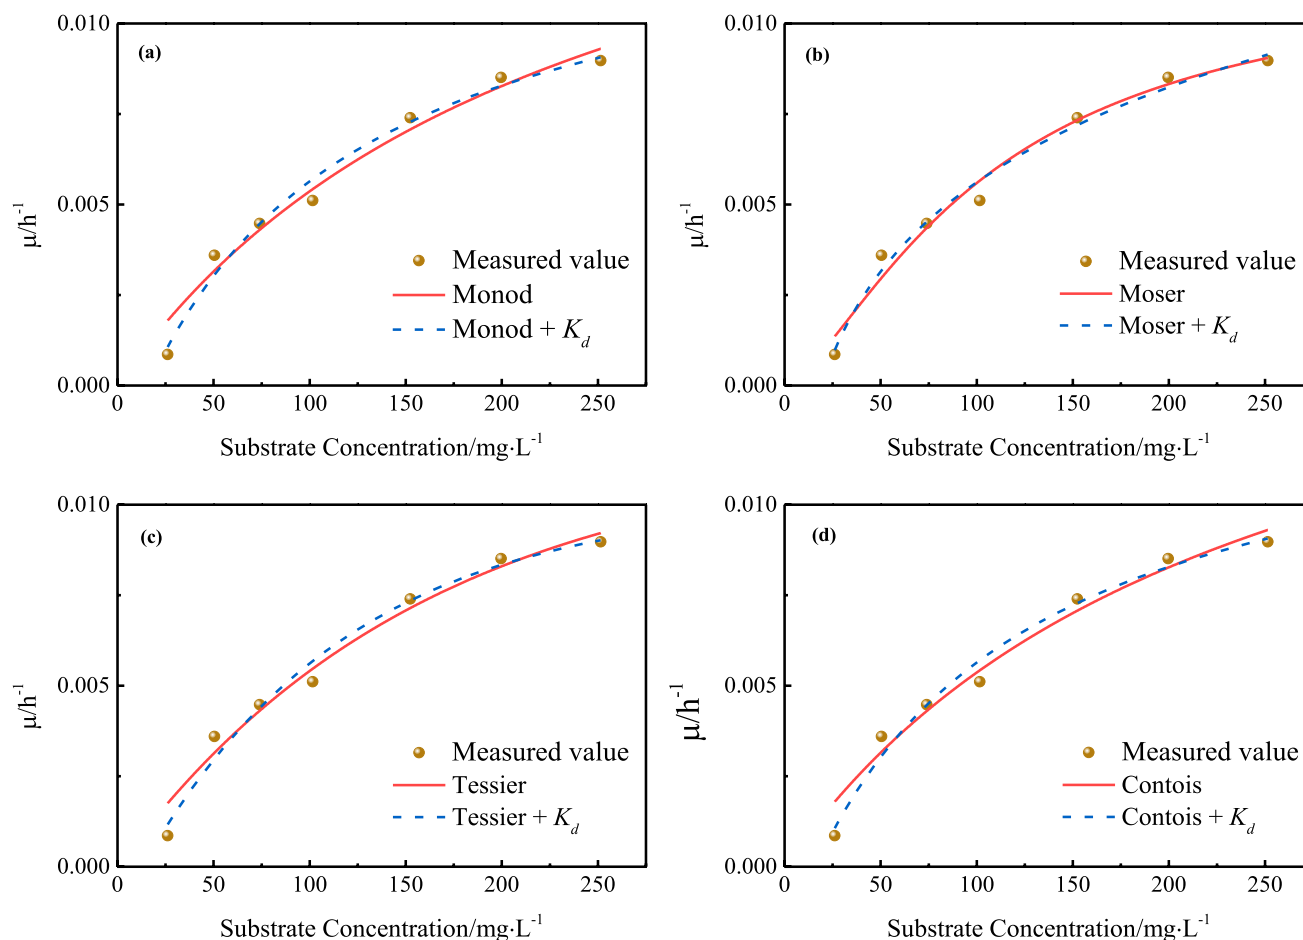 (a)
0.010
0.005
0.000
μ/h-1
Measured value
Monod
Monod + Kd
0 50 100 150 200 250
Substrate Concentration/mg·L-1
(b)
0.010
0.005
0.000
μ/h-1
Measured value
Moser
Moser + Kd
0 50 100 150 200 250
Substrate Concentration/mg·L-1
(c)
0.010
0.005
0.000
μ/h-1
Measured value
Tessier
Tessier + Kd
0 50 100 150 200 250
Substrate Concentration/mg·L-1
(d)
0.010
0.005
0.000
μ/h-1
Measured value
Contois
Contois + Kd
0 50 100 150 200 250
Substrate Concentration/mg·L-1